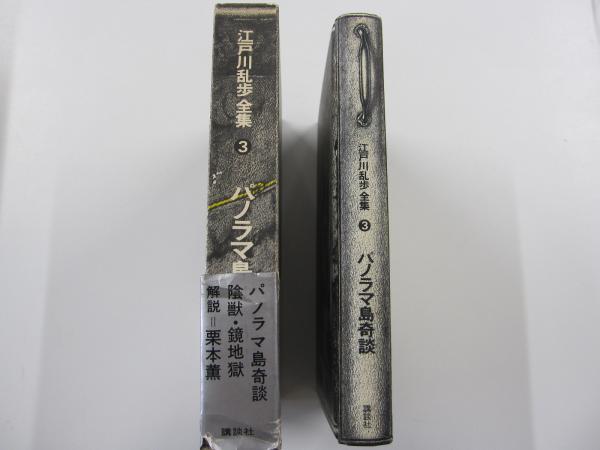 江戸川乱歩全集
3
パノラマ島
パノラマ島奇談
陰獣・鏡地獄
解説=栗本薫
講談社
江戸川乱歩全集
3
パノラマ島奇談
講談社